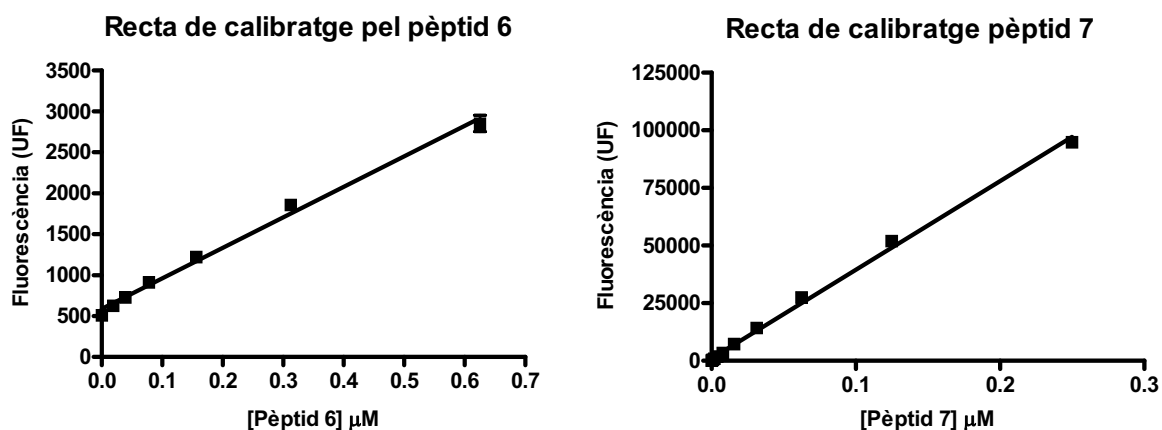 Recta de calibratge pel pèptid 6
3500
3000
2500
2000
1500
1000
500
0
0.0 0.1 0.2 0.3 0.4 0.5 0.6 0.7
Fluorescència (UF)
[Pèptid 6] μM
Recta de calibratge pèptid 7
125000
100000
75000
50000
25000
0
0.0 0.1 0.2 0.3
Fluorescència (UF)
[Pèptid 7] μM